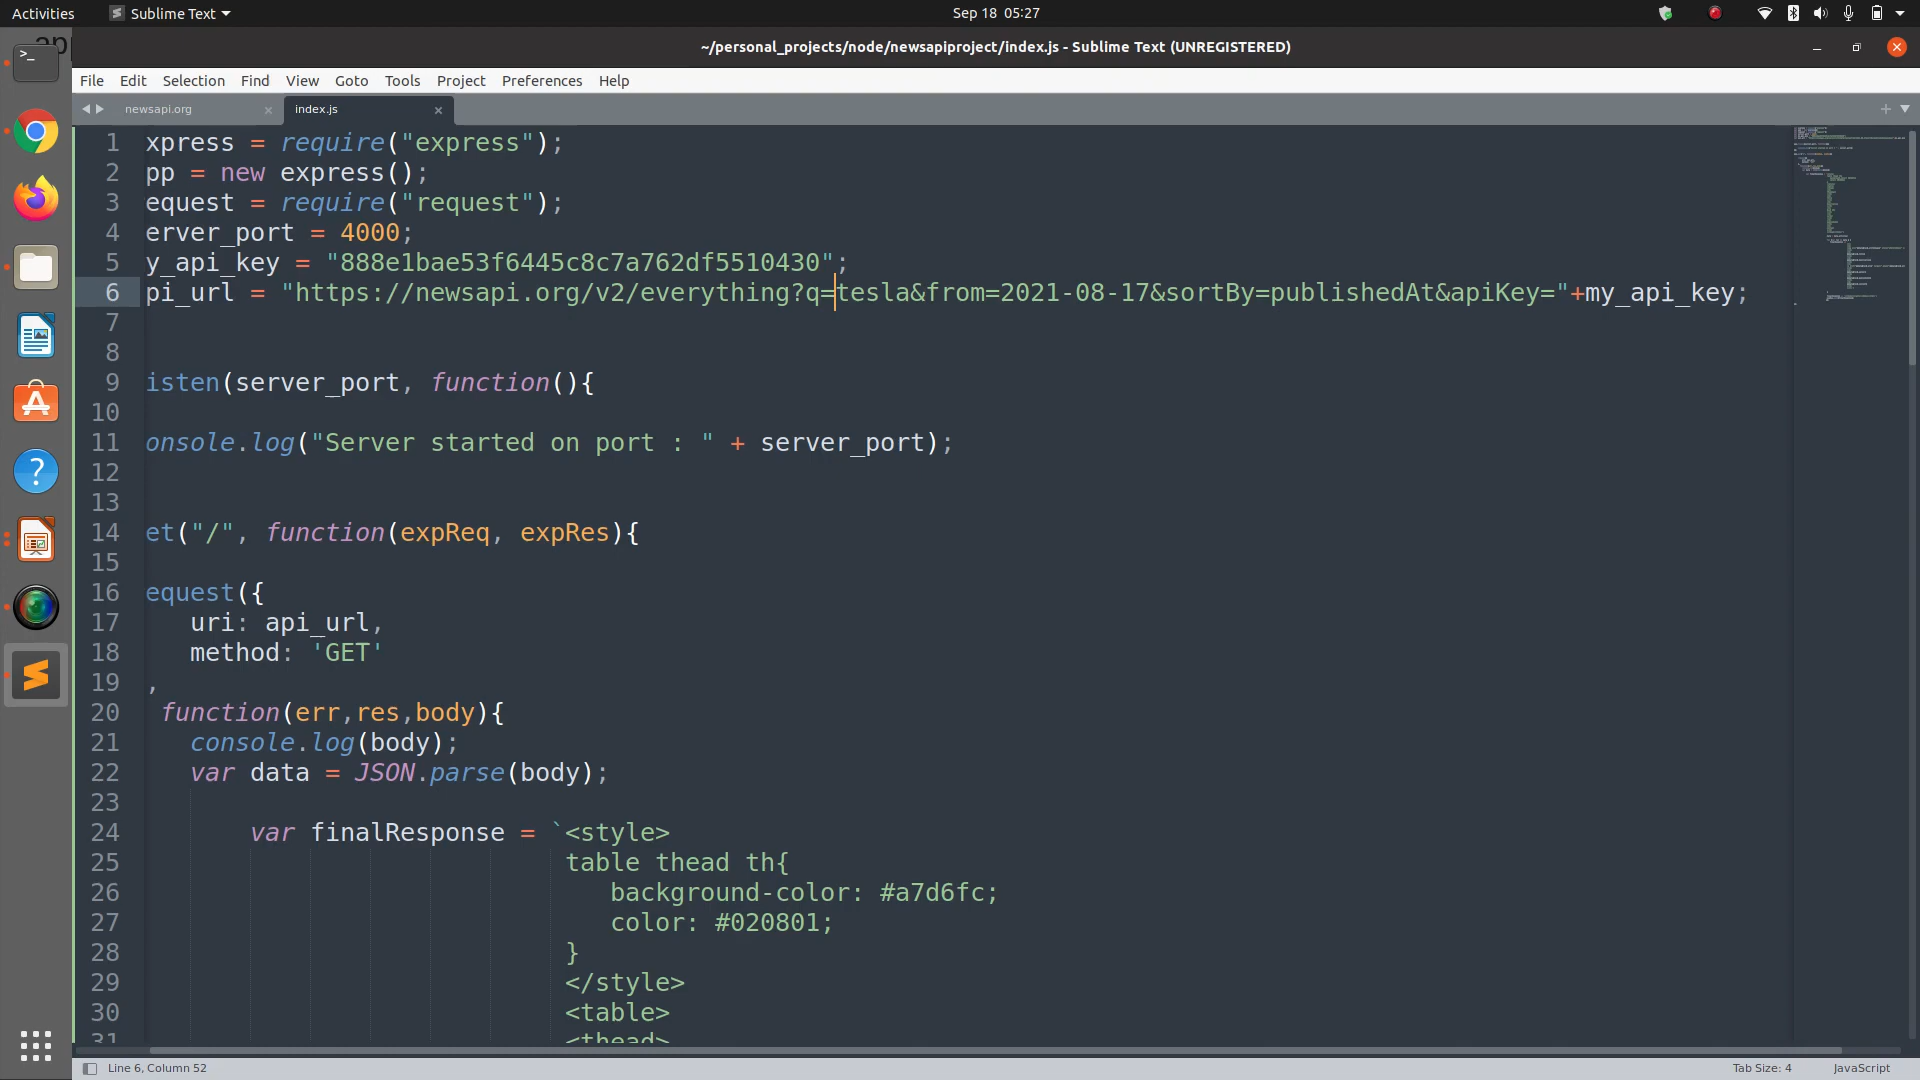 Activities
Sublime Text
Sep 18 05:27
~/personal_projects/node/newsapiproject/index.js - Sublime Text (UNREGISTERED)
File Edit Selection Find View Goto Tools Project Preferences Help
newsapi.org
index.js
1 xpress = require("express");
2 pp = new express();
3 equest = require("request");
4 erver_port = 4000;
5 y_api_key = "888e1bae53f6445c8c7a762df5510430";
6 pi_url = "https://newsapi.org/v2/everything?q=tesla&from=2021-08-17&sortBy=publishedAt&apiKey="+my_api_key;
7
8
9 isten(server_port, function(){
10
11 onsole.log("Server started on port : " + server_port);
12
13
14 et("/", function(expReq, expRes){
15
16 equest({
17 uri: api_url,
18 method: 'GET'
19 ,
20 function(err,res,body){
21 console.log(body);
22 var data = JSON.parse(body);
23
24 var finalResponse = `<style>
25 table thead th{
26 background-color: #a7d6fc;
27 color: #020801;
28 }
29 </style>
30 <table>
31 <thead>
Line 6, Column 52
Tab Size: 4
JavaScript